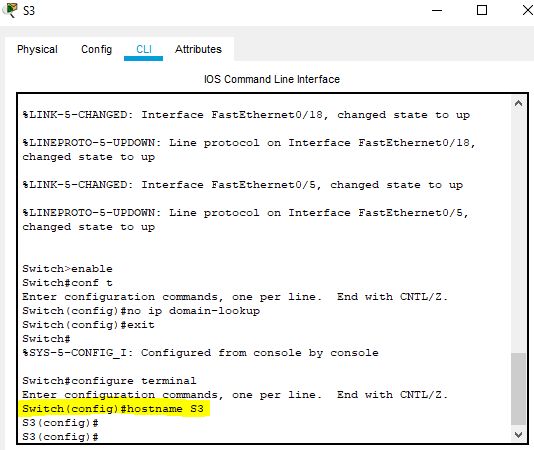 S3
Physical Config CLI Attributes
IOS Command Line Interface
%LINK-5-CHANGED: Interface FastEthernet0/18, changed state to up
%LINEPROTO-5-UPDOWN: Line protocol on Interface FastEthernet0/18,
changed state to up
%LINK-5-CHANGED: Interface FastEthernet0/5, changed state to up
%LINEPROTO-5-UPDOWN: Line protocol on Interface FastEthernet0/5,
changed state to up
Switch>enable
Switch#conf t
Enter configuration commands, one per line.  End with CNTL/Z.
Switch(config)#no ip domain-lookup
Switch(config)#exit
Switch#
%SYS-5-CONFIG_I: Configured from console by console
Switch#configure terminal
Enter configuration commands, one per line.  End with CNTL/Z.
Switch(config)#hostname S3
S3(config)#
S3(config)#